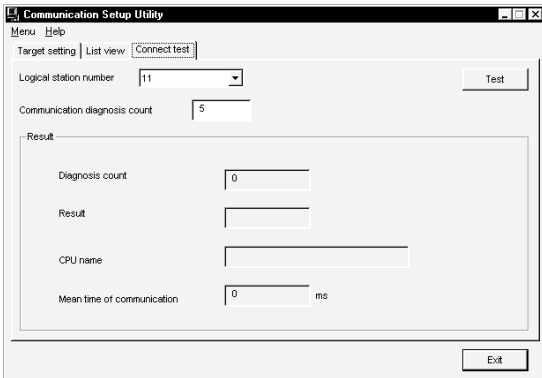 Communication Setup Utility
Menu Help
Target setting List view Connect test
Logical station number 11 Test
Communication diagnosis count 5
Result
Diagnosis count 0
Result
CPU name
Mean time of communication 0 ms
Exit